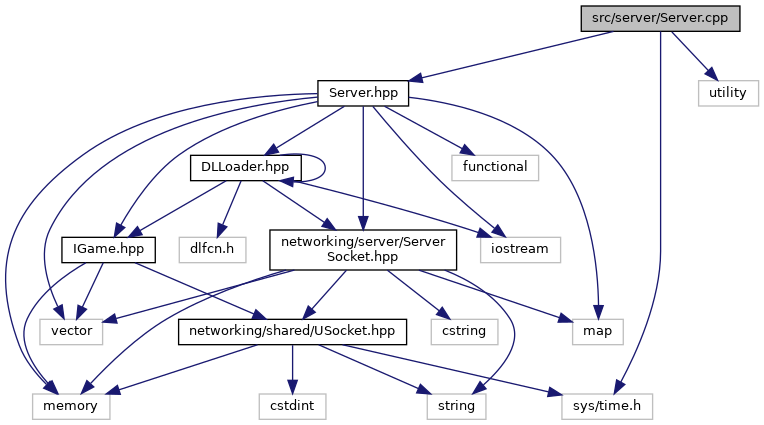 src/server/Server.cpp
Server.hpp
utility
DLLoader.hpp
functional
IGame.hpp
dlfcn.h
networking/server/Server
Socket.hpp
iostream
vector
networking/shared/USocket.hpp
cstring
map
memory
cstdint
string
sys/time.h